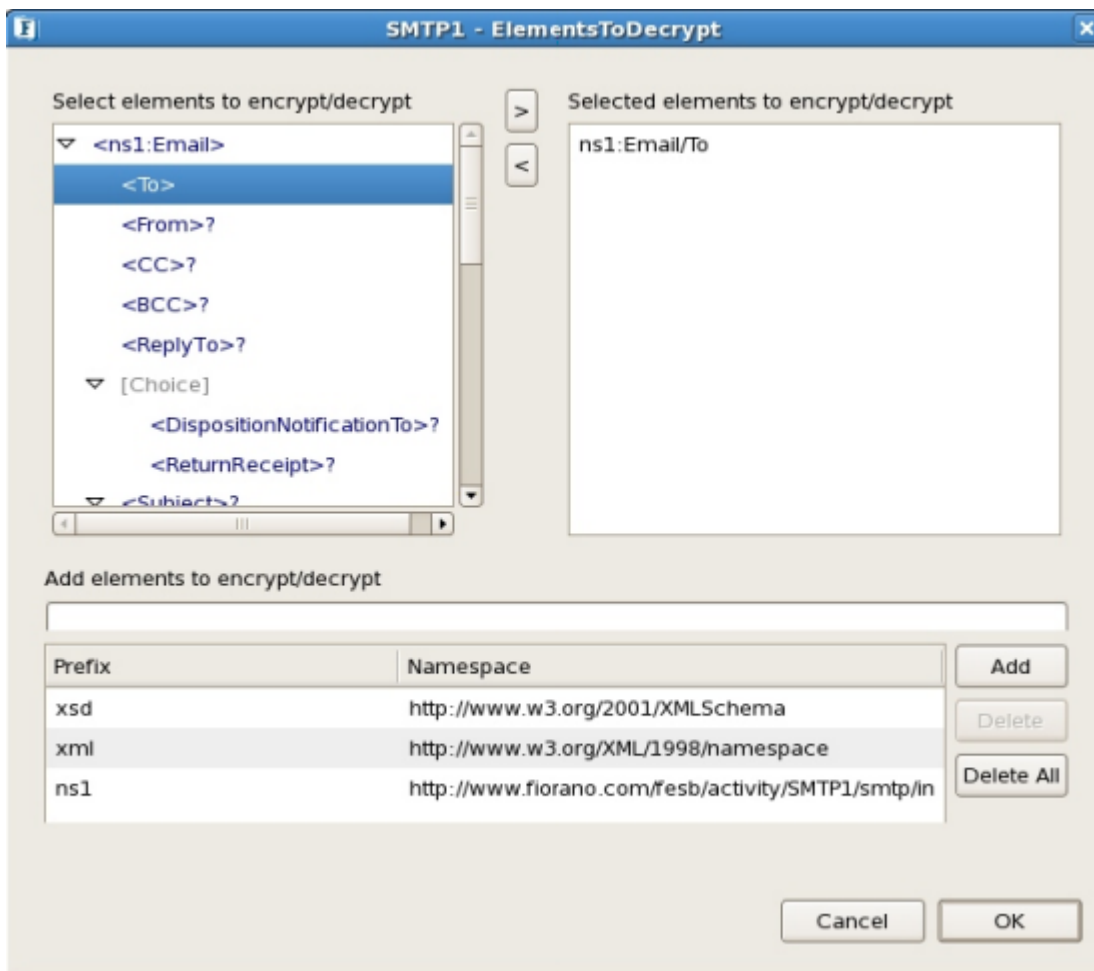 SMTP1 - ElementsToDecrypt
Select elements to encrypt/decrypt
>
Selected elements to encrypt/decrypt
<ns1:Email>
<
ns1:Email/To
<To>
<From>?
<CC>?
<BCC>?
<ReplyTo>?
[Choice]
<DispositionNotificationTo>?
<ReturnReceipt>?
<Subject>?
Add elements to encrypt/decrypt
Prefix Namespace Add
xsd http://www.w3.org/2001/XMLSchema
Delete
xml http://www.w3.org/XML/1998/namespace
Delete All
ns1 http://www.fiorano.com/fesb/activity/SMTP1/smtp/in
Cancel OK